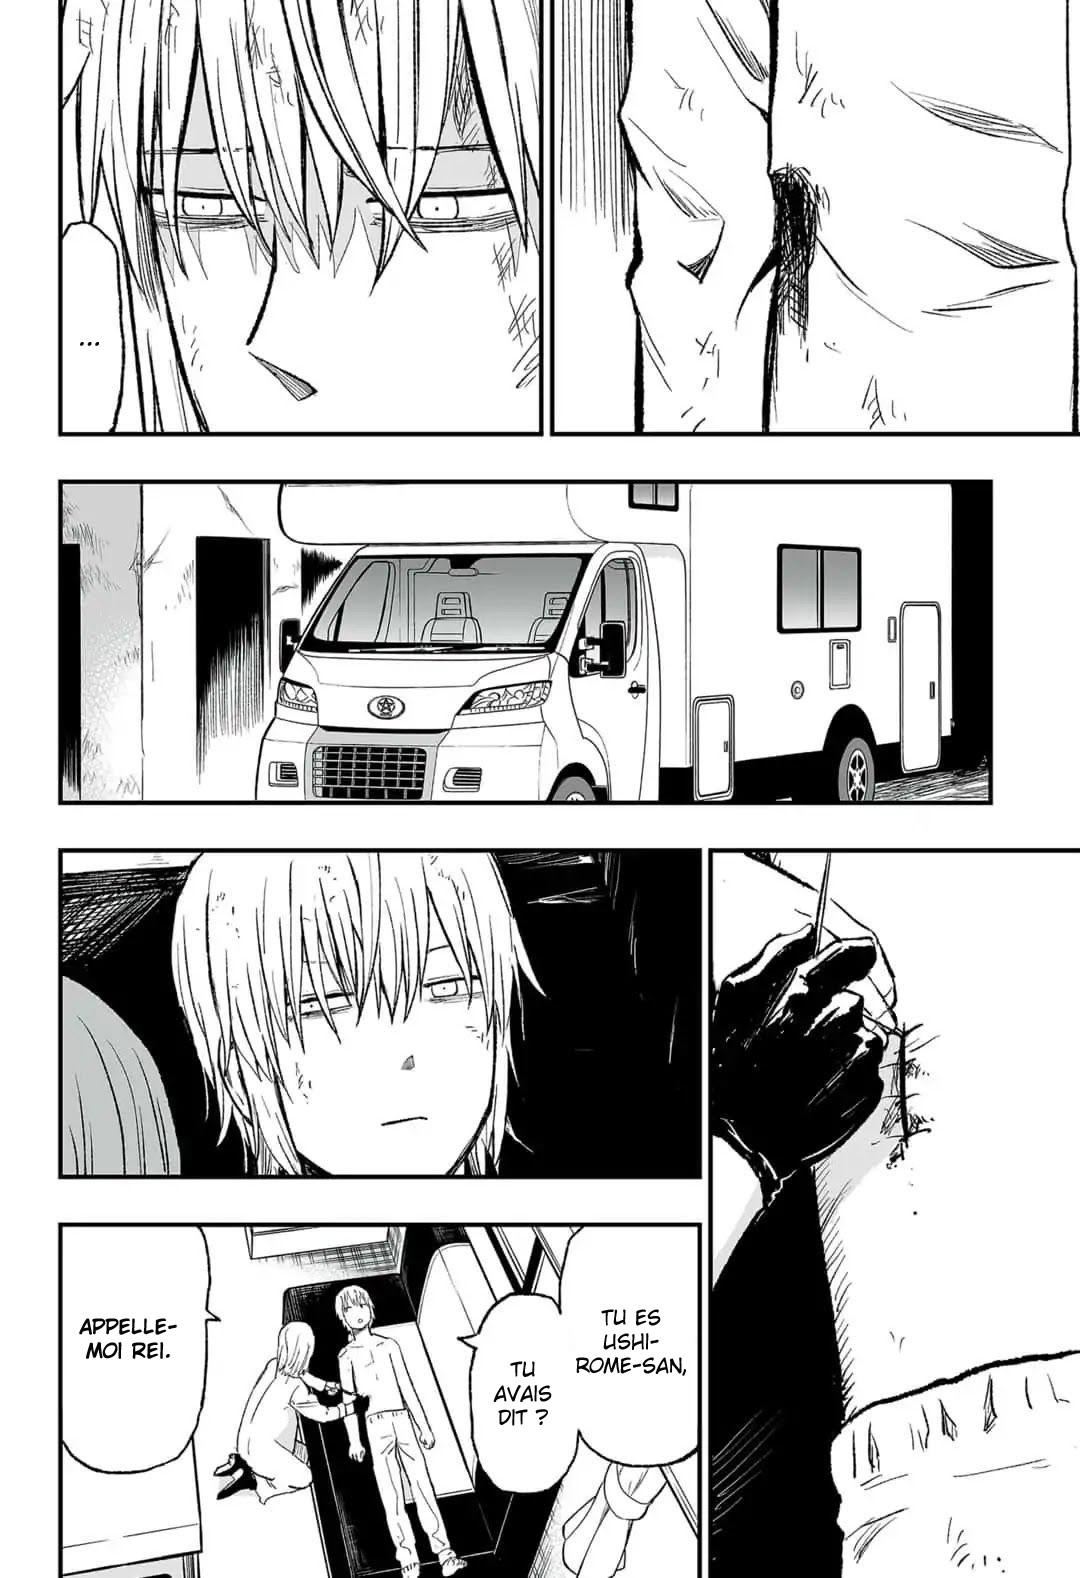 ...
TU ES
USHI-
ROME-SAN,
TU
AVAIS
DIT ?
APPELLE-
MOI REI.